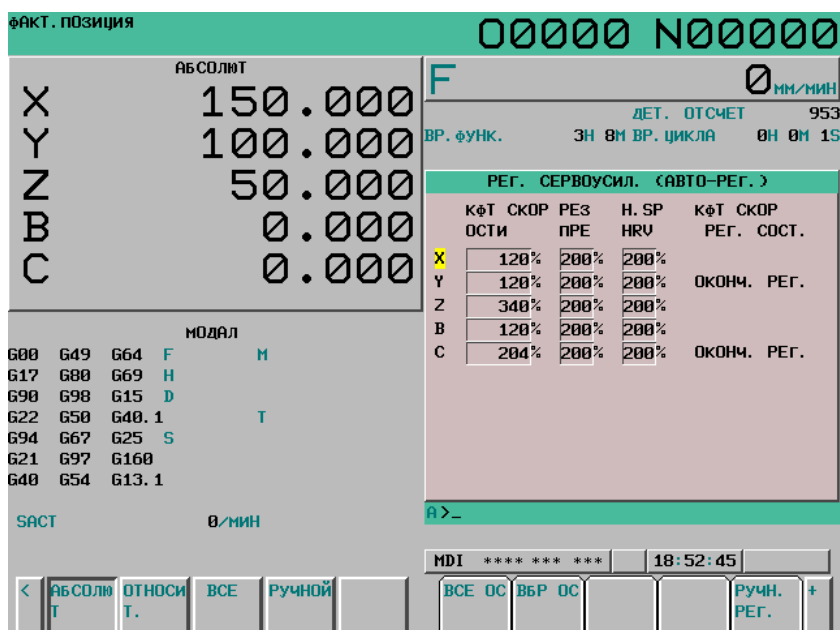 ФАКТ. ПОЗИЦИЯ
O0000 N00000
АБСОЛЮТ
X 150.000
Y 100.000
Z 50.000
B 0.000
C 0.000
F 0 ММ/МИН
ДЕТ. ОТСЧЕТ 953
ВР. ФУНК. 3H 8M ВР. ЦИКЛА 0H 0M 1S
РЕГ. СЕРВОУСИЛ. (АВТО-РЕГ.)
КФТ СКОР РЕЗ Н. SP КФТ СКОР
ОСТИ ПРЕ HRV РЕГ. СОСТ.
X 120% 200% 200%
Y 120% 200% 200% ОКОНЧ. РЕГ.
Z 340% 200% 200%
B 120% 200% 200%
C 204% 200% 200% ОКОНЧ. РЕГ.
МОДАЛ
G00 G49 G64 F M
G17 G80 G69 H
G90 G98 G15 D
G22 G50 G40.1 T
G94 G67 G25 S
G21 G97 G160
G40 G54 G13.1
SACT 0/МИН
A>_
MDI **** *** *** 18:52:45
< АБСОЛЮ ОТНОСИ ВСЕ РУЧНОЙ ВСЕ ОС ВБР ОС РУЧН. +
Т Т. РЕГ.